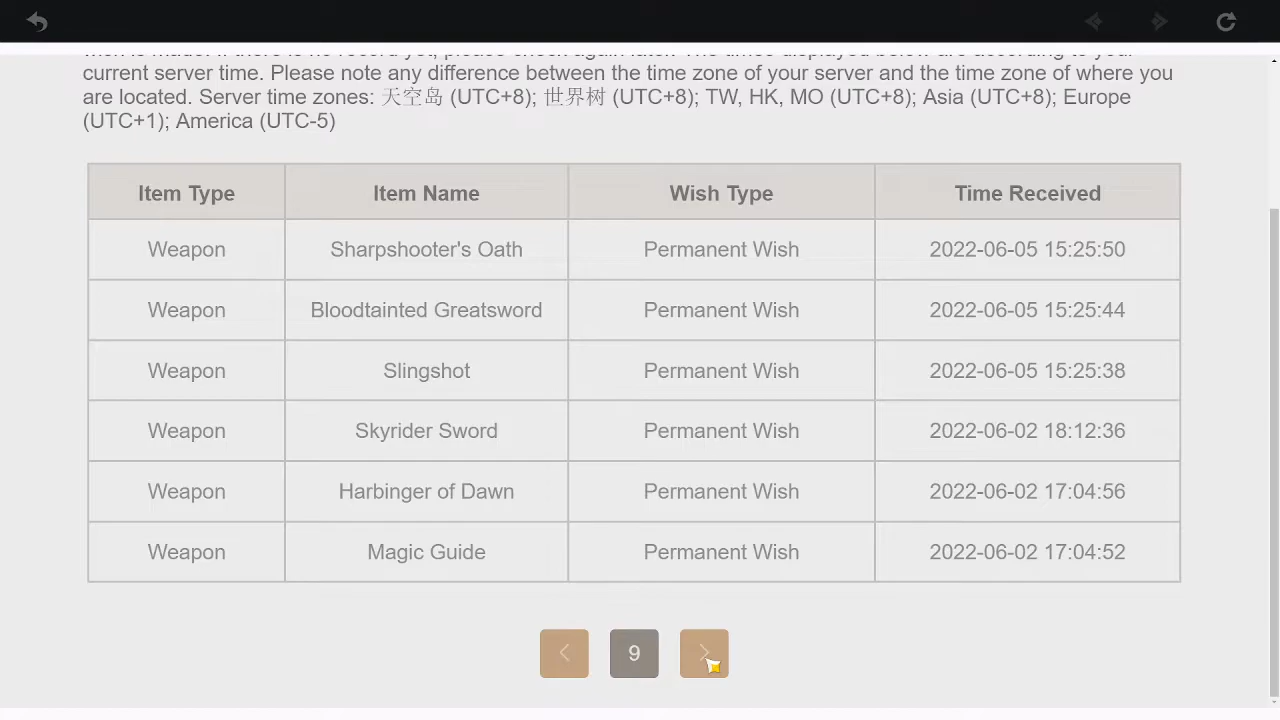 current server time. Please note any difference between the time zone of your server and the time zone of where you
are located. Server time zones: 天空岛 (UTC+8); 世界树 (UTC+8); TW, HK, MO (UTC+8); Asia (UTC+8); Europe
(UTC+1); America (UTC-5)
Item Type Item Name Wish Type Time Received
Weapon Sharpshooter's Oath Permanent Wish 2022-06-05 15:25:50
Weapon Bloodtainted Greatsword Permanent Wish 2022-06-05 15:25:44
Weapon Slingshot Permanent Wish 2022-06-05 15:25:38
Weapon Skyrider Sword Permanent Wish 2022-06-02 18:12:36
Weapon Harbinger of Dawn Permanent Wish 2022-06-02 17:04:56
Weapon Magic Guide Permanent Wish 2022-06-02 17:04:52
9